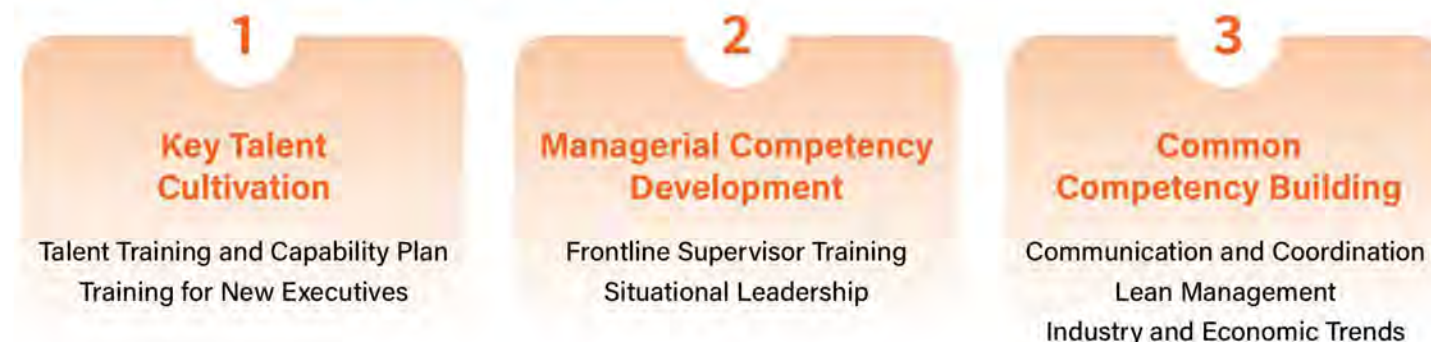 1
Key Talent
Cultivation
Talent Training and Capability Plan
Training for New Executives
2
Managerial Competency
Development
Frontline Supervisor Training
Situational Leadership
3
Common
Competency Building
Communication and Coordination
Lean Management
Industry and Economic Trends